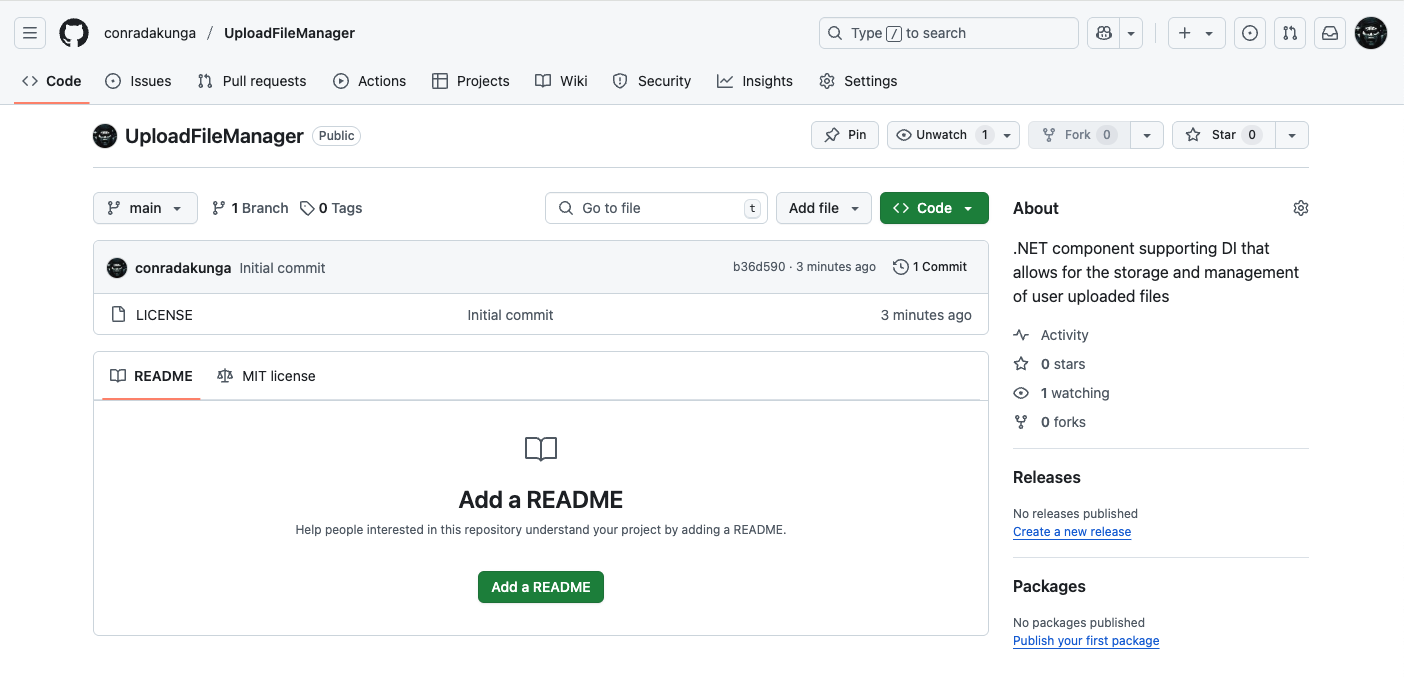 conradakunga / UploadFileManager
Type / to search
Code Issues Pull requests Actions Projects Wiki Security Insights Settings
UploadFileManager Public
Pin Unwatch 1 Fork 0 Star 0
main 1 Branch 0 Tags Go to file t Add file Code
conradakunga Initial commit b36d590 · 3 minutes ago 1 Commit
LICENSE Initial commit 3 minutes ago
README MIT license
Add a README
Help people interested in this repository understand your project by adding a README.
Add a README
About
.NET component supporting DI that
allows for the storage and management
of user uploaded files
Activity
0 stars
1 watching
0 forks
Releases
No releases published
Create a new release
Packages
No packages published
Publish your first package